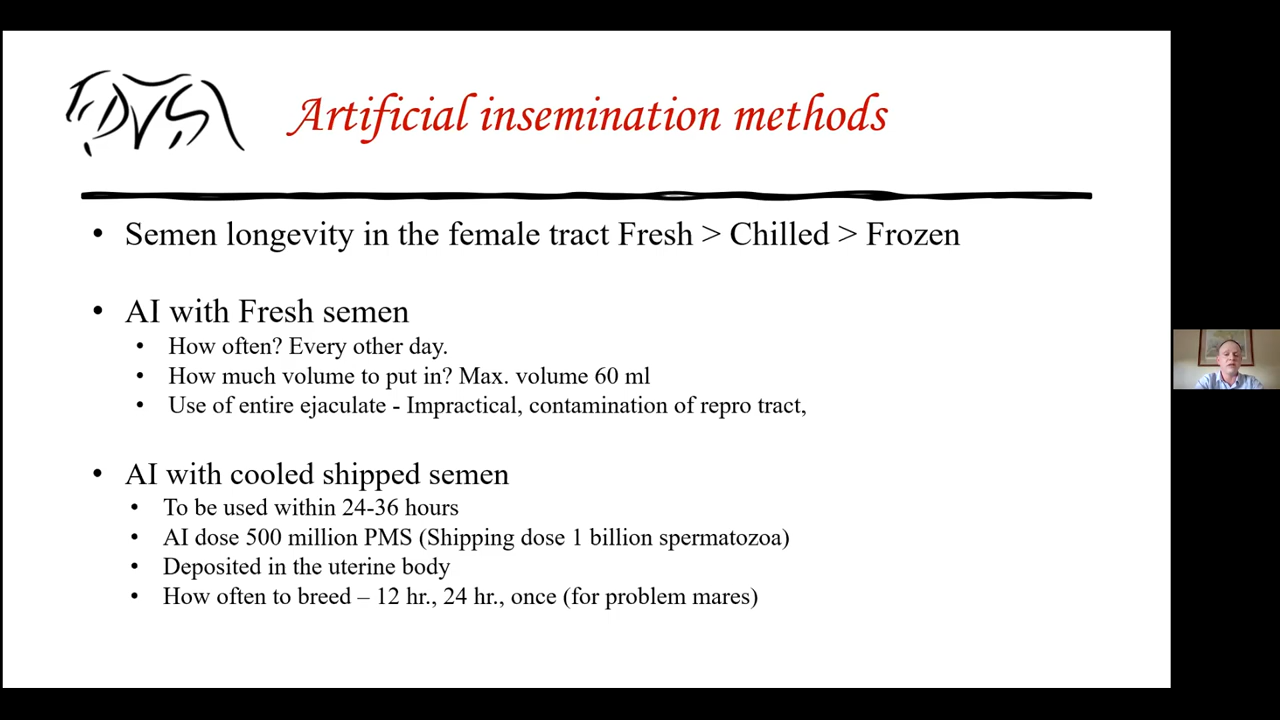 TDVS
Artificial insemination methods
• Semen longevity in the female tract Fresh > Chilled > Frozen
• AI with Fresh semen
• How often? Every other day.
• How much volume to put in? Max. volume 60 ml
• Use of entire ejaculate - Impractical, contamination of repro tract,
• AI with cooled shipped semen
• To be used within 24-36 hours
• AI dose 500 million PMS (Shipping dose 1 billion spermatozoa)
• Deposited in the uterine body
• How often to breed – 12 hr., 24 hr., once (for problem mares)